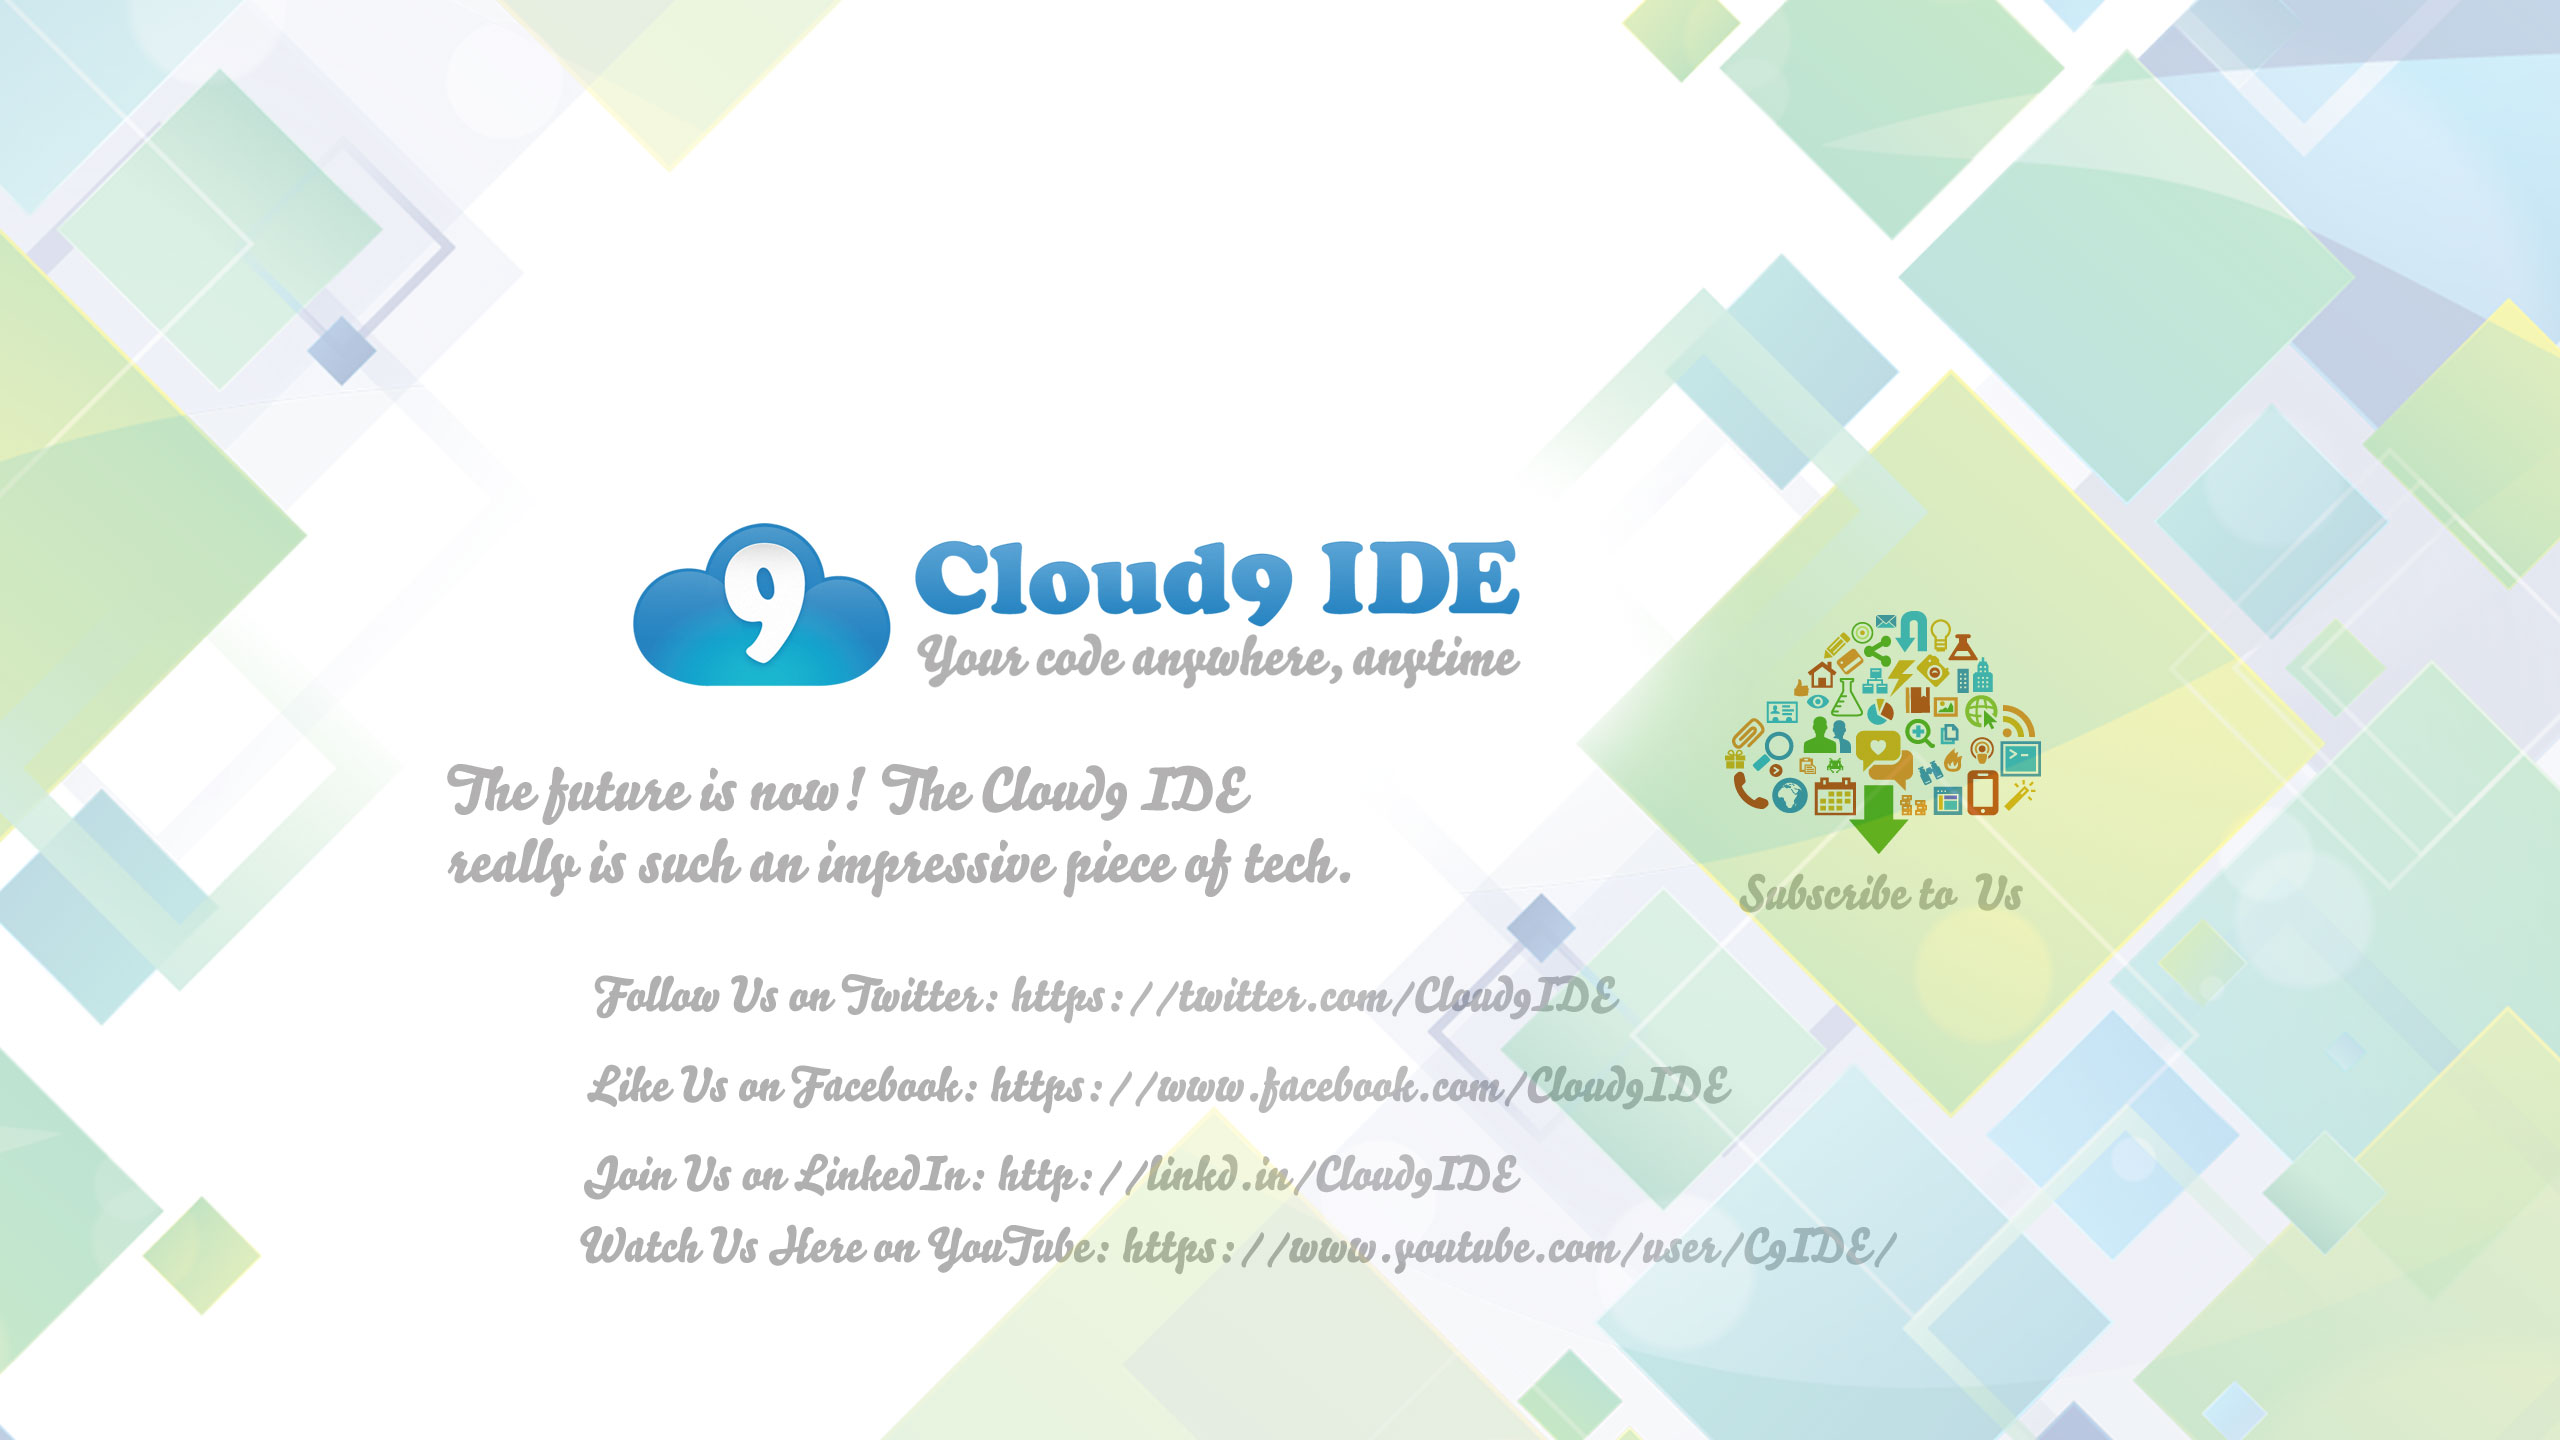 9
Cloud9 IDE
Your code anywhere, anytime
The future is now! The Cloud9 IDE
really is such an impressive piece of tech.
Subscribe to Us
Follow Us on Twitter: https://twitter.com/Cloud9IDE
Like Us on Facebook: https://www.facebook.com/Cloud9IDE
Join Us on LinkedIn: http://linkd.in/Cloud9IDE
Watch Us Here on YouTube: https://www.youtube.com/user/C9IDE/